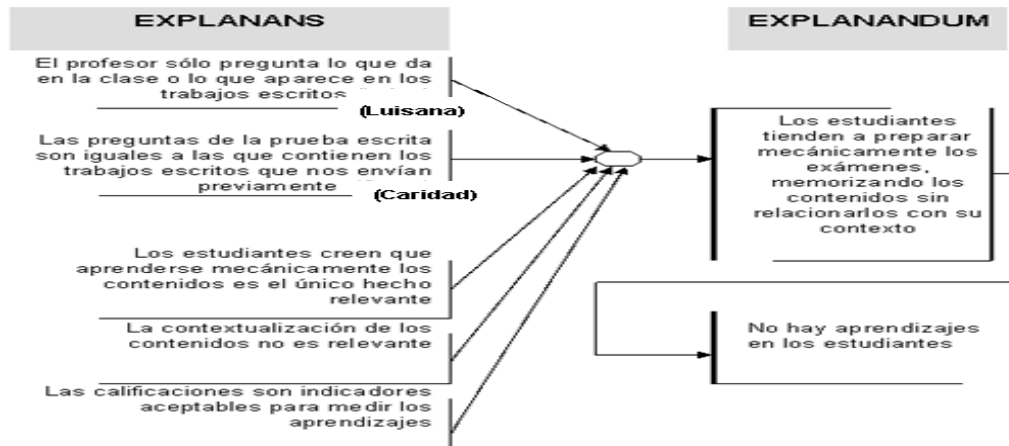 EXPLANANS
El profesor sólo pregunta lo que da
en la clase o lo que aparece en los
trabajos escritos
(Luisana)
Las preguntas de la prueba escrita
son iguales a las que contienen los
trabajos escritos que nos envían
previamente
(Caridad)
Los estudiantes creen que
aprenderse mecánicamente los
contenidos es el único hecho
relevante
La contextualización de los
contenidos no es relevante
Las calificaciones son indicadores
aceptables para medir los
aprendizajes
EXPLANANDUM
Los estudiantes
tienden a preparar
mecánicamente los
exámenes,
memorizando los
contenidos sin
relacionarlos con su
contexto
No hay aprendizajes
en los estudiantes